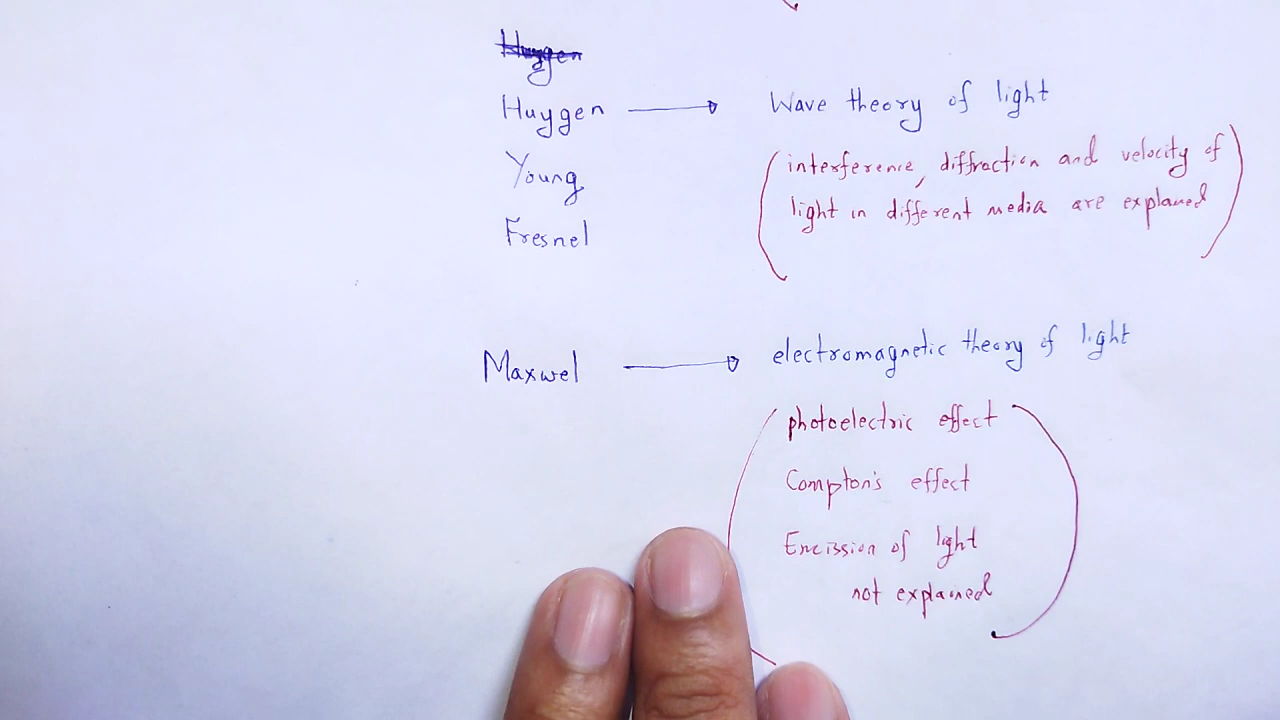 Huygen
Huygen → Wave theory of light
Young
Fresnel
(interference, diffraction and velocity of
light in different media are explained)
Maxwel → electromagnetic theory of light
(photoelectric effect
Compton's effect
Emission of light
not explained)